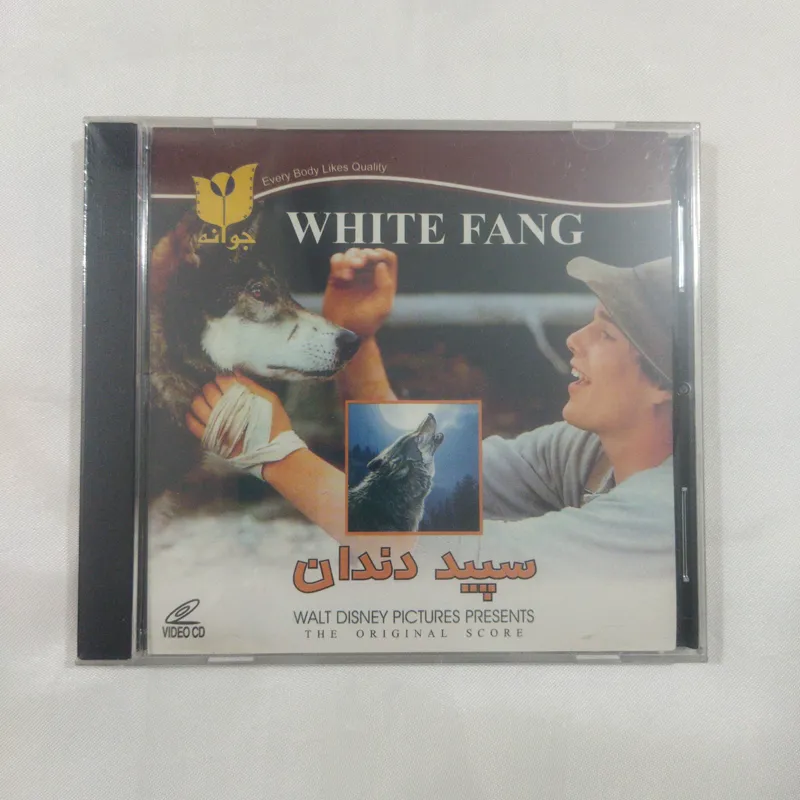 Every Body Likes Quality
جوانه
WHITE FANG
سپید دندان
WALT DISNEY PICTURES PRESENTS
THE ORIGINAL SCORE
VIDEO CD